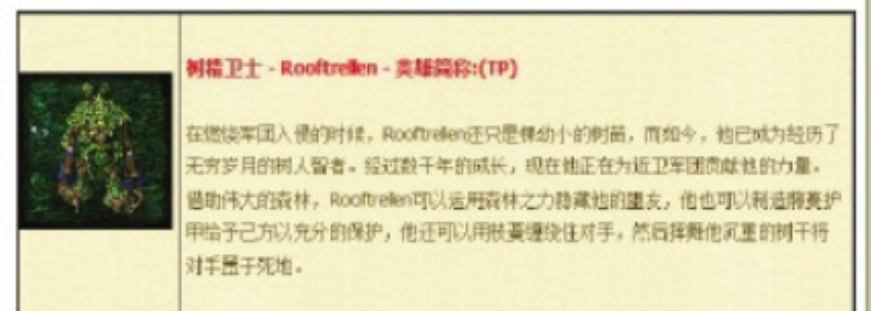 树精卫士 - Rooftrellen - 英雄简称:(TP)
在燃烧军团入侵的时候，Rooftrellen还只是棵幼小的树苗，而如今，他已成为经历了
无穷岁月的树人智者。经过数千年的成长，现在他正在为近卫军团贡献他的力量。
借助伟大的森林，Rooftrellen可以运用森林之力隐藏他的盟友，他也可以制造藤蔓护
甲给予己方以充分的保护，他还可以用枝蔓缠绕住对手，然后挥舞他沉重的树干将
对手置于死地。